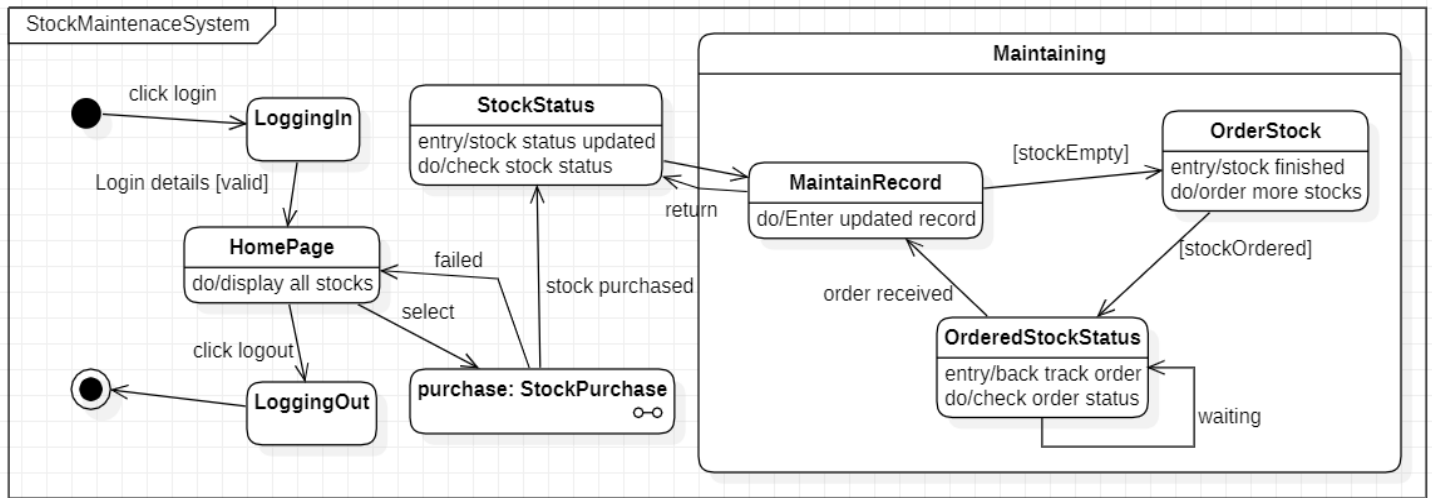 StockMaintenaceSystem
Maintaining
click login
LoggingIn
StockStatus
entry/stock status updated
do/check stock status
OrderStock
entry/stock finished
do/order more stocks
[stockEmpty]
Login details [valid]
MaintainRecord
do/Enter updated record
return
HomePage
do/display all stocks
failed
stock purchased
[stockOrdered]
order received
select
click logout
OrderedStockStatus
entry/back track order
do/check order status
waiting
LoggingOut
purchase: StockPurchase